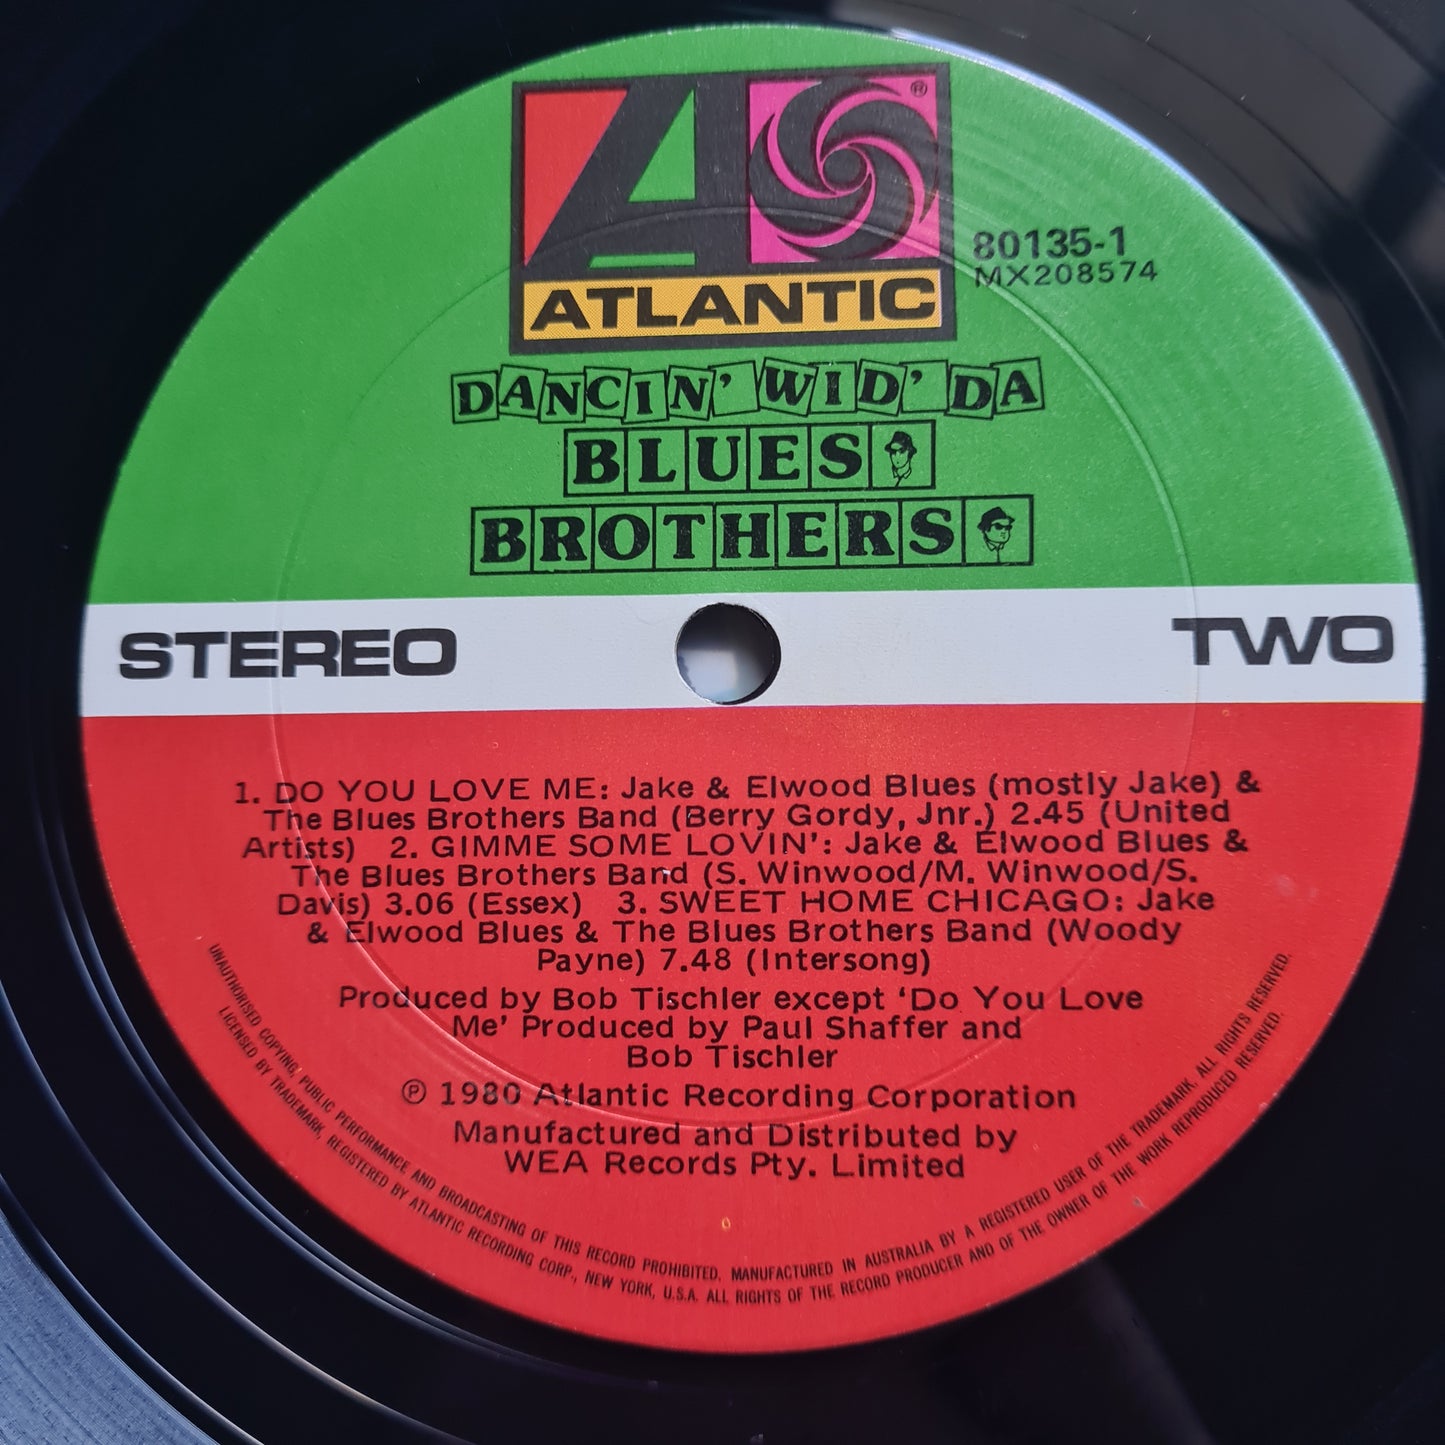 ®
ATLANTIC
80135-1
MX208574
DANCIN' WID' DA
BLUES
BROTHERS
STEREO
TWO
1. DO YOU LOVE ME: Jake & Elwood Blues (mostly Jake) &
The Blues Brothers Band (Berry Gordy, Jnr.) 2.45 (United
Artists) 2. GIMME SOME LOVIN': Jake & Elwood Blues &
The Blues Brothers Band (S. Winwood/M. Winwood/S.
Davis) 3.06 (Essex) 3. SWEET HOME CHICAGO: Jake
& Elwood Blues & The Blues Brothers Band (Woody
Payne) 7.48 (Intersong)
Produced by Bob Tischler except 'Do You Love
Me' Produced by Paul Shaffer and
Bob Tischler
℗ 1980 Atlantic Recording Corporation
Manufactured and Distributed by
WEA Records Pty. Limited
UNAUTHORISED COPYING, PUBLIC PERFORMANCE AND BROADCASTING OF THIS RECORD PROHIBITED. MANUFACTURED IN AUSTRALIA BY A REGISTERED USER OF THE TRADEMARK. ALL RIGHTS RESERVED.
LICENSED BY TRADEMARK, REGISTERED BY ATLANTIC RECORDING CORP., NEW YORK, U.S.A. ALL RIGHTS OF THE RECORD PRODUCER AND OF THE OWNER OF THE WORK REPRODUCED RESERVED.